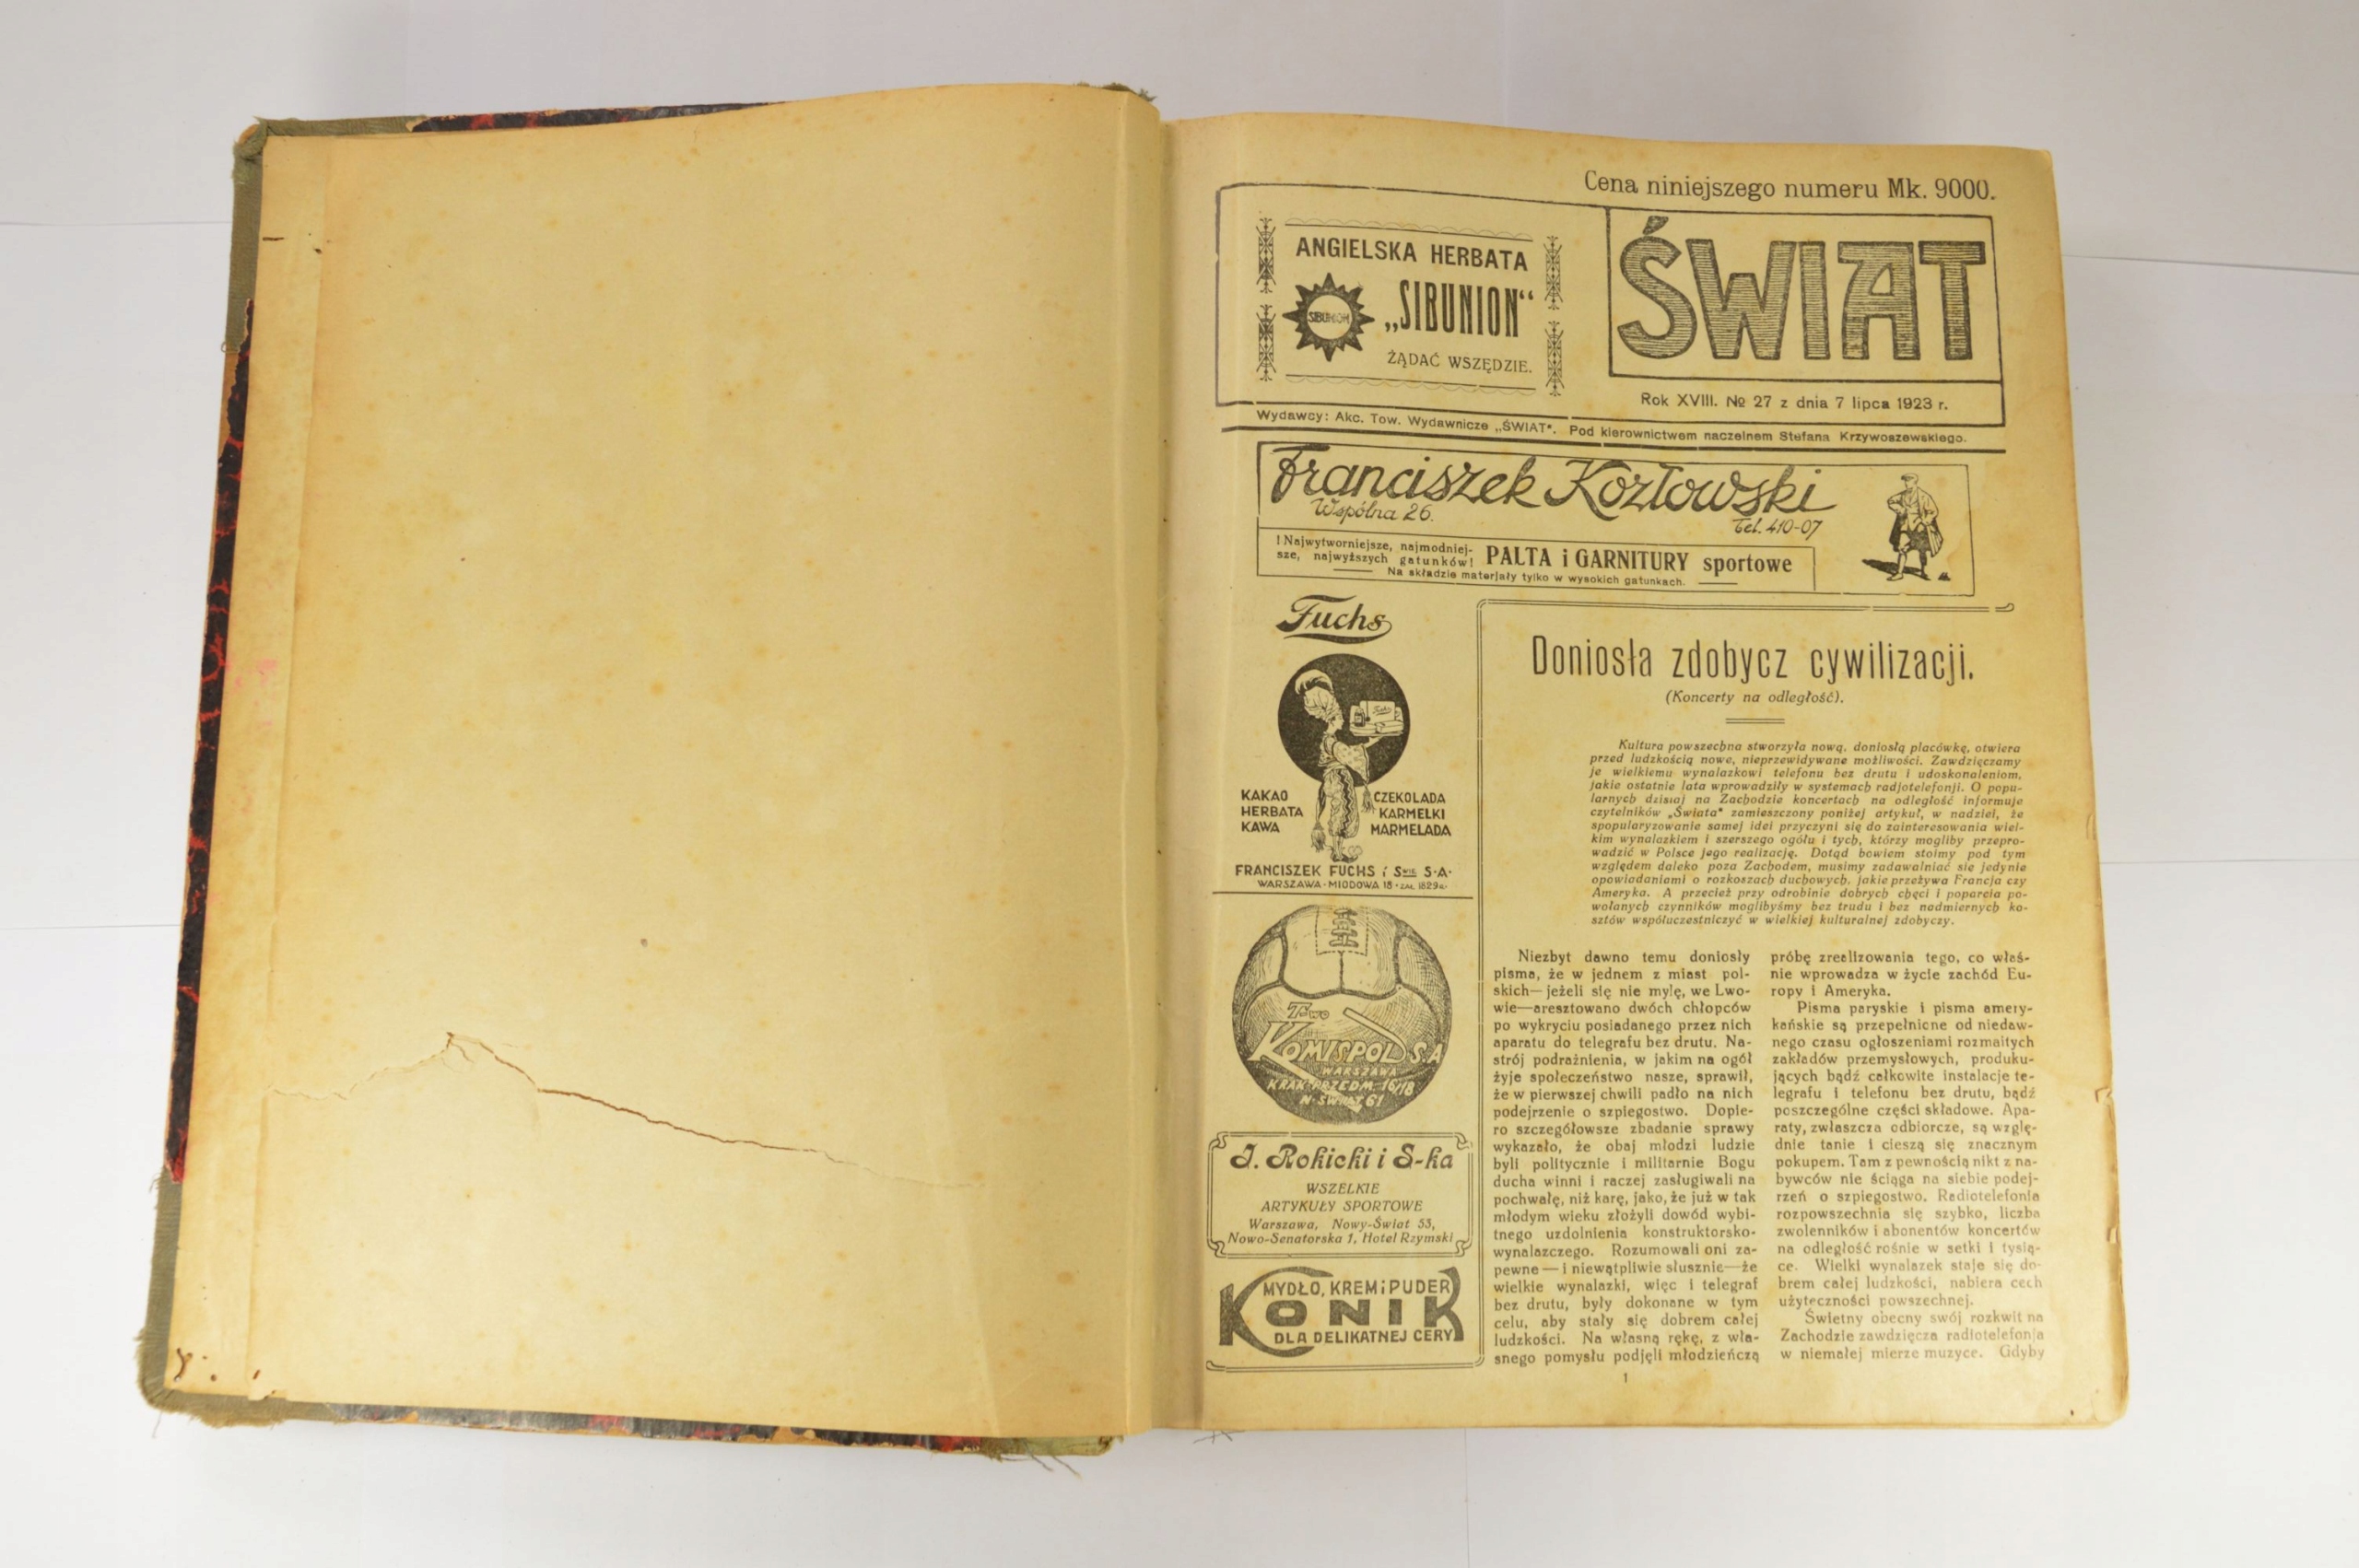 Cena niniejszego numeru Mk. 9000.
ANGIELSKA HERBATA
SIBUNION
„SIBUNION“
ŻĄDAĆ WSZĘDZIE.
ŚWIAT
Rok XVIII. № 27 z dnia 7 lipca 1923 r.
Wydawcy: Akc. Tow. Wydawnicze „ŚWIAT“. Pod kierownictwem naczelnem Stefana Krzywoszewskiego.
Franciszek Kozłowski
Wspólna 26.
Tel. 410-07
! Najwytworniejsze, najmodniej-
sze, najwyższych gatunków!
PALTA i GARNITURY sportowe
Na składzie materjały tylko w wysokich gatunkach.
Fuchs
Fuchs
KAKAO
HERBATA
KAWA
CZEKOLADA
KARMELKI
MARMELADA
FRANCISZEK FUCHS i Swie S·A·
WARSZAWA-MIODOWA 18 · ZAŁ. 1829 r.
T-wo
KOMISPOL S.A
WARSZAWA
KRAK-PRZEDM. 16/18
N-ŚWIAT 61
J. Rokicki i S-ka
WSZELKIE
ARTYKUŁY SPORTOWE
Warszawa, Nowy-Świat 53,
Nowo-Senatorska 1, Hotel Rzymski
MYDŁO, KREM i PUDER
KONIK
DLA DELIKATNEJ CERY
Doniosła zdobycz cywilizacji.
(Koncerty na odległość).
Kultura powszechna stworzyła nową, doniosłą placówkę, otwiera
przed ludzkością nowe, nieprzewidywane możliwości. Zawdzięczamy
je wielkiemu wynalazkowi telefonu bez drutu i udoskonaleniom,
jakie ostatnie lata wprowadziły w systemach radjotelefonji. O popu-
larnych dzisiaj na Zachodzie koncertach na odległość informuje
czytelników „Świata“ zamieszczony poniżej artykuł, w nadziei, że
spopularyzowanie samej idei przyczyni się do zainteresowania wiel-
kim wynalazkiem i szerszego ogółu i tych, którzy mogliby przepro-
wadzić w Polsce jego realizację. Dotąd bowiem stoimy pod tym
względem daleko poza Zachodem, musimy zadawalniać się jedynie
opowiadaniami o rozkoszach duchowych, jakie przeżywa Francja czy
Ameryka. A przecież przy odrobinie dobrych chęci i poparcia po-
wołanych czynników moglibyśmy bez trudu i bez nadmiernych ko-
sztów współuczestniczyć w wielkiej kulturalnej zdobyczy.
Niezbyt dawno temu doniosły
pisma, że w jednem z miast pol-
skich—jeżeli się nie mylę, we Lwo-
wie—aresztowano dwóch chłopców
po wykryciu posiadanego przez nich
aparatu do telegrafu bez drutu. Na-
strój podrażnienia, w jakim na ogół
żyje społeczeństwo nasze, sprawił,
że w pierwszej chwili padło na nich
podejrzenie o szpiegostwo. Dopie-
ro szczegółowsze zbadanie sprawy
wykazało, że obaj młodzi ludzie
byli politycznie i militarnie Bogu
ducha winni i raczej zasługiwali na
pochwałę, niż karę, jako, że już w tak
młodym wieku złożyli dowód wybi-
tnego uzdolnienia konstruktorsko-
wynalazczego. Rozumowali oni za-
pewne — i niewątpliwie słusznie—że
wielkie wynalazki, więc i telegraf
bez drutu, były dokonane w tym
celu, aby stały się dobrem całej
ludzkości. Na własną rękę, z wła-
snego pomysłu podjęli młodzieńczą
próbę zrealizowania tego, co właś-
nie wprowadza w życie zachód Eu-
ropy i Ameryka.
Pisma paryskie i pisma amery-
kańskie są przepełnione od niedaw-
nego czasu ogłoszeniami rozmaitych
zakładów przemysłowych, produku-
jących bądź całkowite instalacje te-
legrafu i telefonu bez drutu, bądź
poszczególne części składowe. Apa-
raty, zwłaszcza odbiorcze, są wzglę-
dnie tanie i cieszą się znacznym
pokupem. Tam z pewnością nikt z na-
bywców nie ściąga na siebie podej-
rzeń o szpiegostwo. Radiotelefonia
rozpowszechnia się szybko, liczba
zwolenników i abonentów koncertów
na odległość rośnie w setki i tysią-
ce. Wielki wynalazek staje się do-
brem całej ludzkości, nabiera cech
użyteczności powszechnej.
Świetny obecny swój rozkwit na
Zachodzie zawdzięcza radiotelefonja
w niemałej mierze muzyce. Gdyby
1